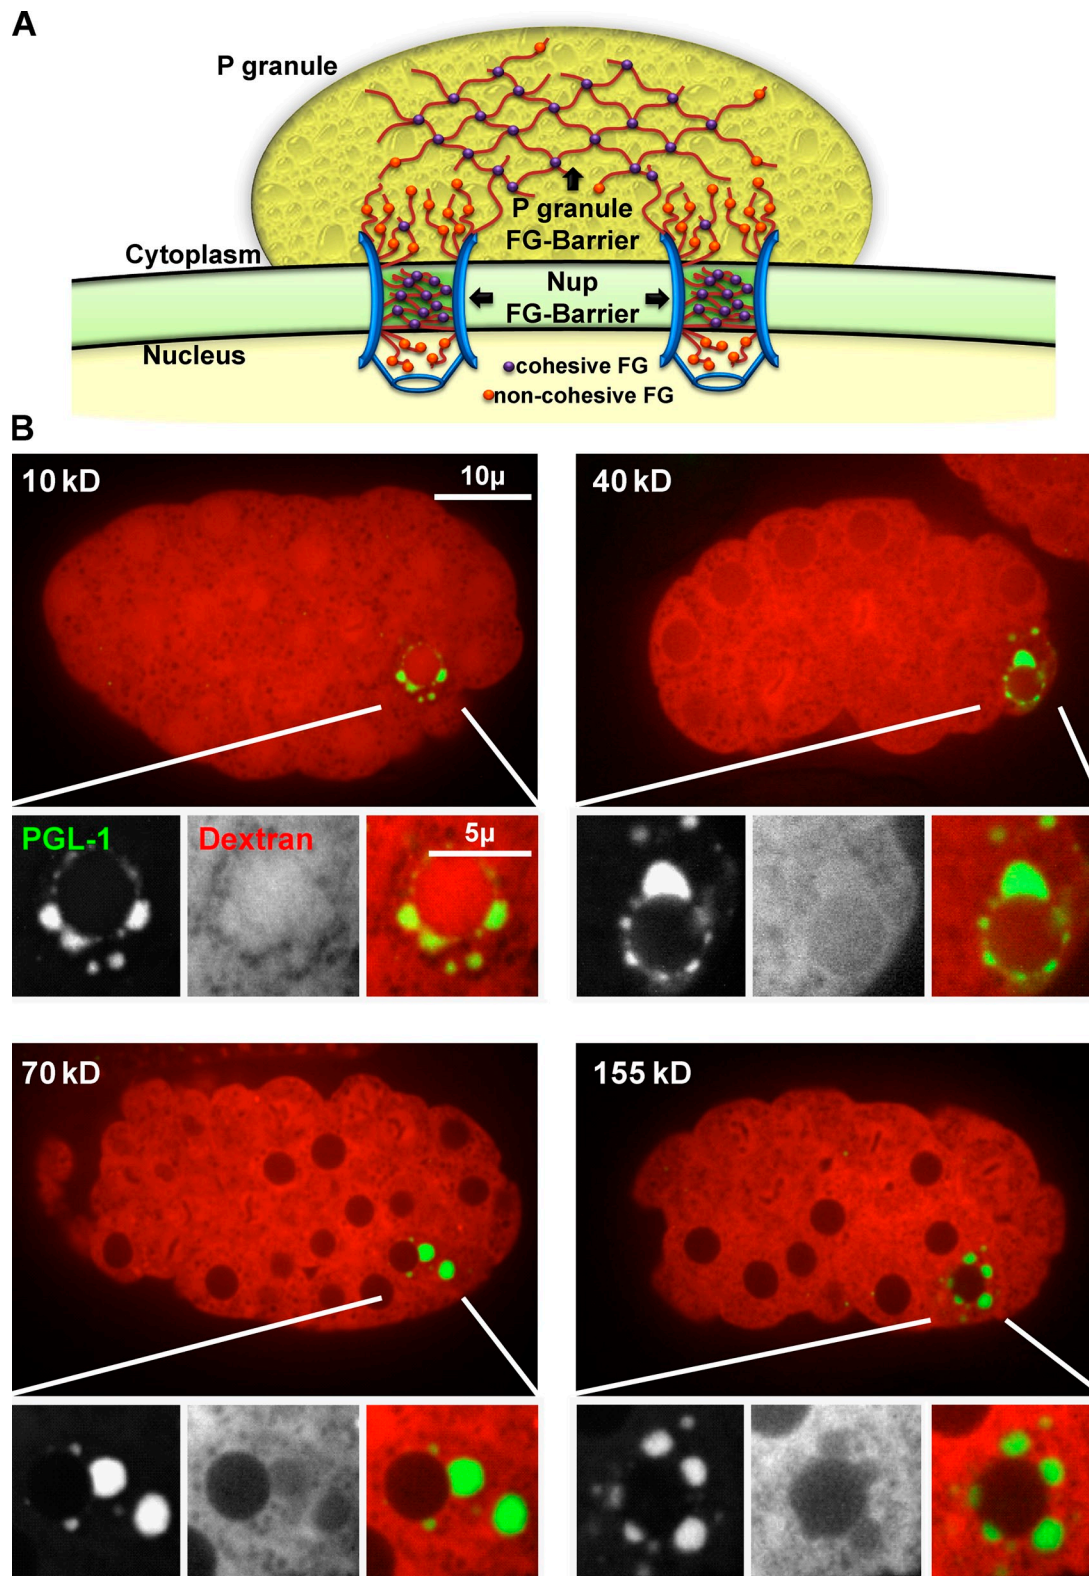 A
P granule
P granule
FG-Barrier
Cytoplasm
Nup
FG-Barrier
Nucleus
cohesive FG
non-cohesive FG
B
10 kD
10µ
40 kD
PGL-1
Dextran
5µ
70 kD
155 kD